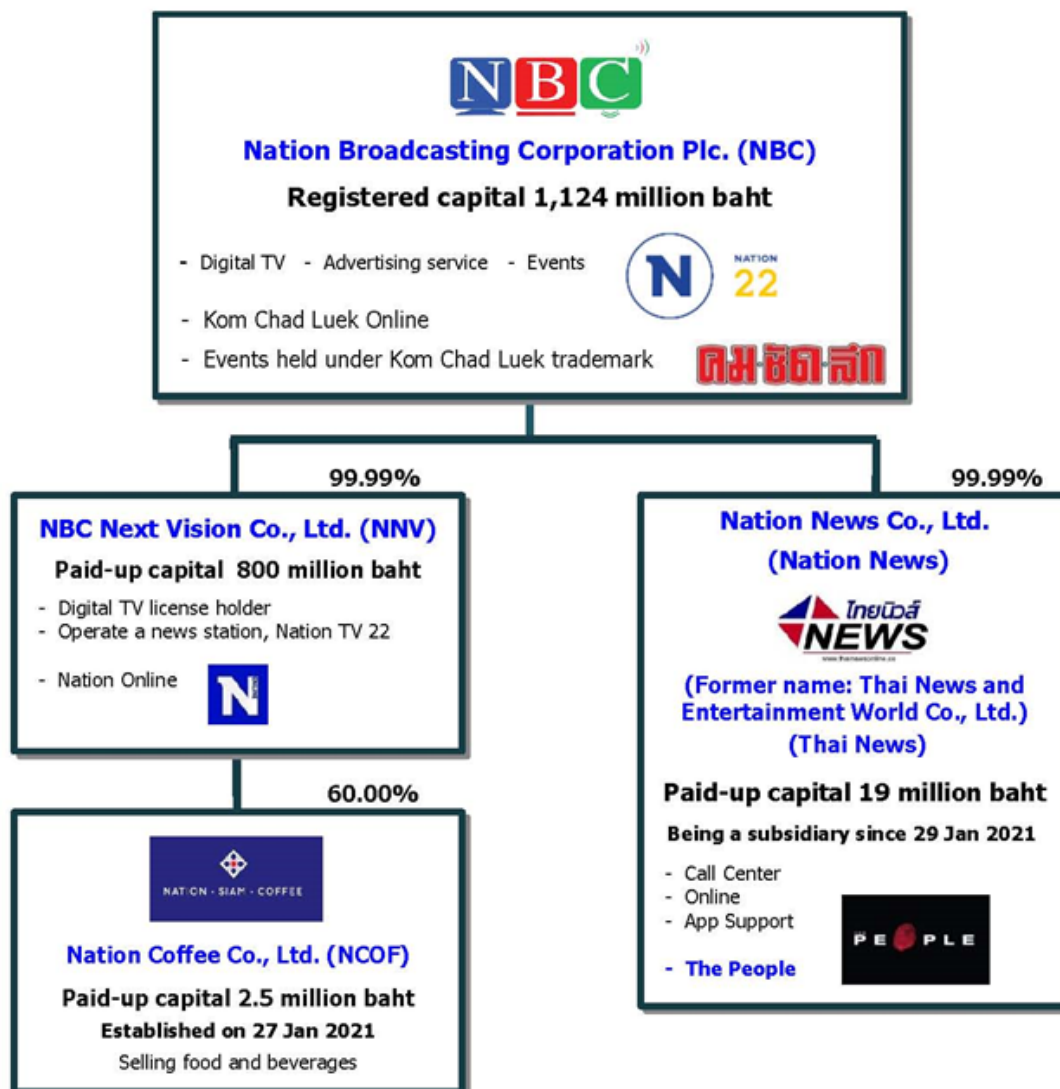 NBC
Nation Broadcasting Corporation Plc. (NBC)
Registered capital 1,124 million baht
- Digital TV - Advertising service - Events
N
NATION
22
- Kom Chad Luek Online
- Events held under Kom Chad Luek trademark
คม-ชัด-ลึก
99.99%
NBC Next Vision Co., Ltd. (NNV)
Paid-up capital 800 million baht
- Digital TV license holder
- Operate a news station, Nation TV 22
- Nation Online
N
60.00%
NATION - SIAM - COFFEE
Nation Coffee Co., Ltd. (NCOF)
Paid-up capital 2.5 million baht
Established on 27 Jan 2021
Selling food and beverages
99.99%
Nation News Co., Ltd.
(Nation News)
ไทยนิวส์
NEWS
(Former name: Thai News and
Entertainment World Co., Ltd.)
(Thai News)
Paid-up capital 19 million baht
Being a subsidiary since 29 Jan 2021
- Call Center
- Online
- App Support
- The People
PEOPLE